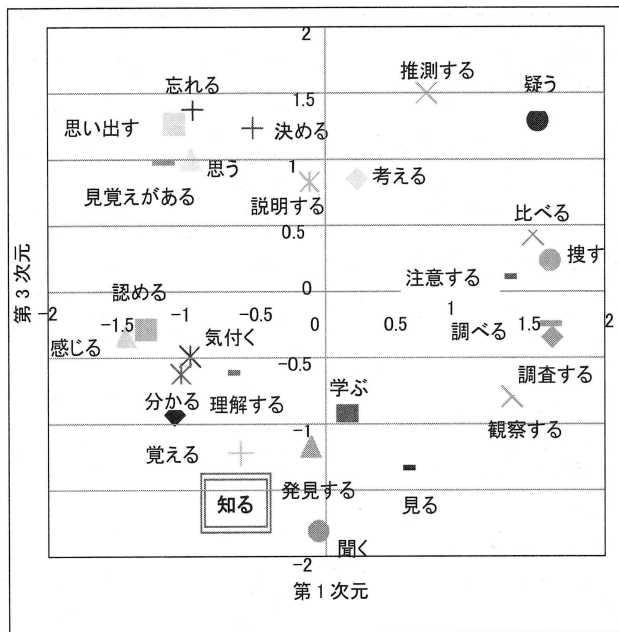 2
推測する
疑う
忘れる
1.5
思い出す
決める
1
思う
考える
見覚えがある
説明する
比べる
0.5
捜す
注意する
第3次元
認める
0
-2
-1.5
-1
-0.5
0
0.5
1
1.5
2
感じる
気付く
調べる
-0.5
分かる
理解する
学ぶ
調査する
観察する
-1
覚える
発見する
知る
見る
聞く
-2
第1次元